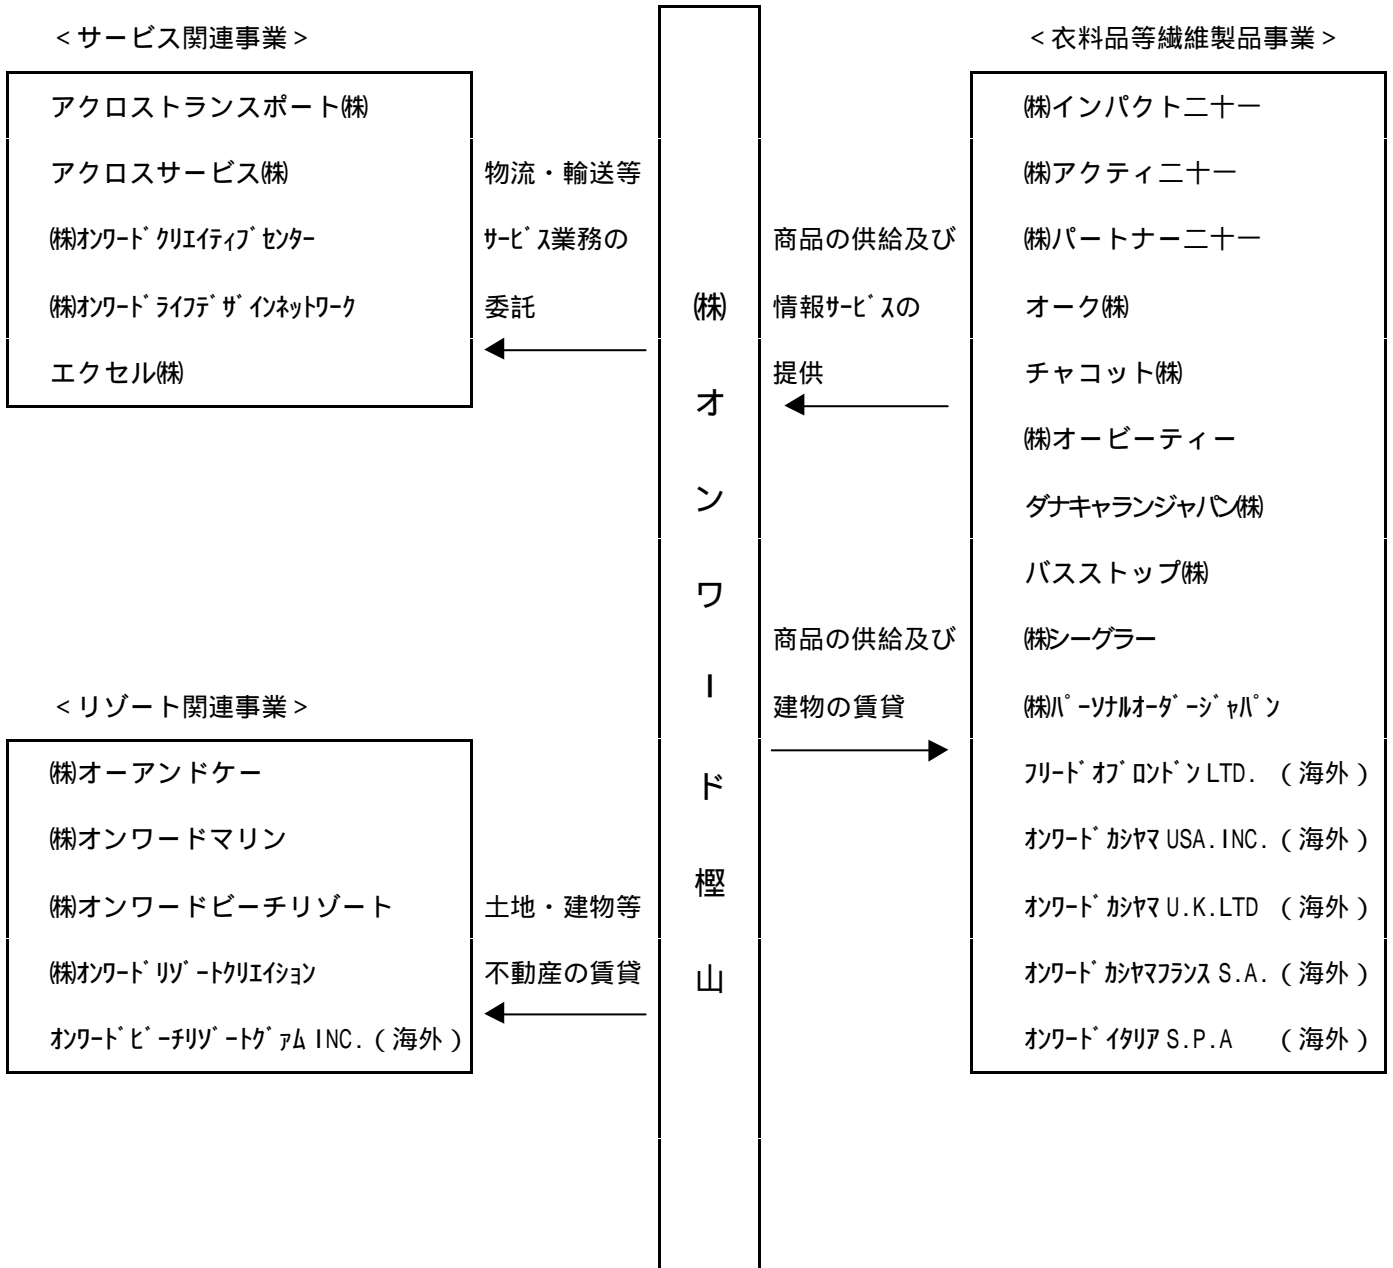 <サービス関連事業>
アクロストランスポート㈱
アクロスサービス㈱
㈱オンワードクリエイティブセンター
㈱オンワードライフデザインネットワーク
エクセル㈱
物流・輸送等
サービス業務の
委託
<リゾート関連事業>
㈱オーアンドケー
㈱オンワードマリン
㈱オンワードビーチリゾート
㈱オンワードリゾートクリエイション
オンワードビーチリゾートグァムINC.(海外)
土地・建物等
不動産の賃貸
㈱オンワード樫山
商品の供給及び
情報サービスの
提供
商品の供給及び
建物の賃貸
<衣料品等繊維製品事業>
㈱インパクト二十一
㈱アクティ二十一
㈱パートナー二十一
オーク㈱
チャコット㈱
㈱オービーティー
ダナキャランジャパン㈱
バスストップ㈱
㈱シーグラー
㈱パーソナルオーダージャパン
フリードオブロンドンLTD. (海外)
オンワードカシヤマUSA.INC.(海外)
オンワードカシヤマU.K.LTD (海外)
オンワードカシヤマフランスS.A.(海外)
オンワードイタリアS.P.A (海外)